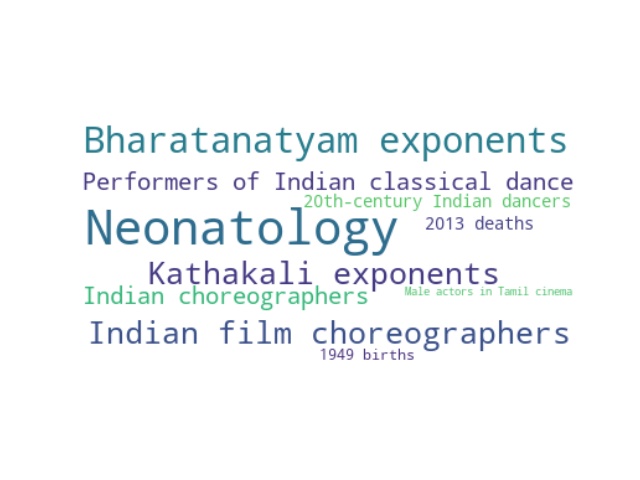 Bharatanatyam exponents
Performers of Indian classical dance
20th-century Indian dancers
Neonatology
2013 deaths
Kathakali exponents
Indian choreographers
Male actors in Tamil cinema
Indian film choreographers
1949 births